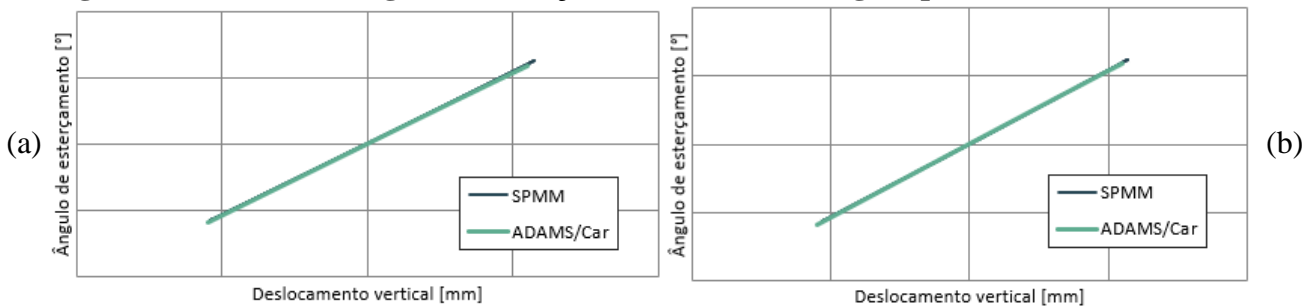 (a)
Ângulo de esterçamento [°]
SPMM
ADAMS/Car
Deslocamento vertical [mm]
Ângulo de esterçamento [°]
SPMM
ADAMS/Car
Deslocamento vertical [mm]
(b)